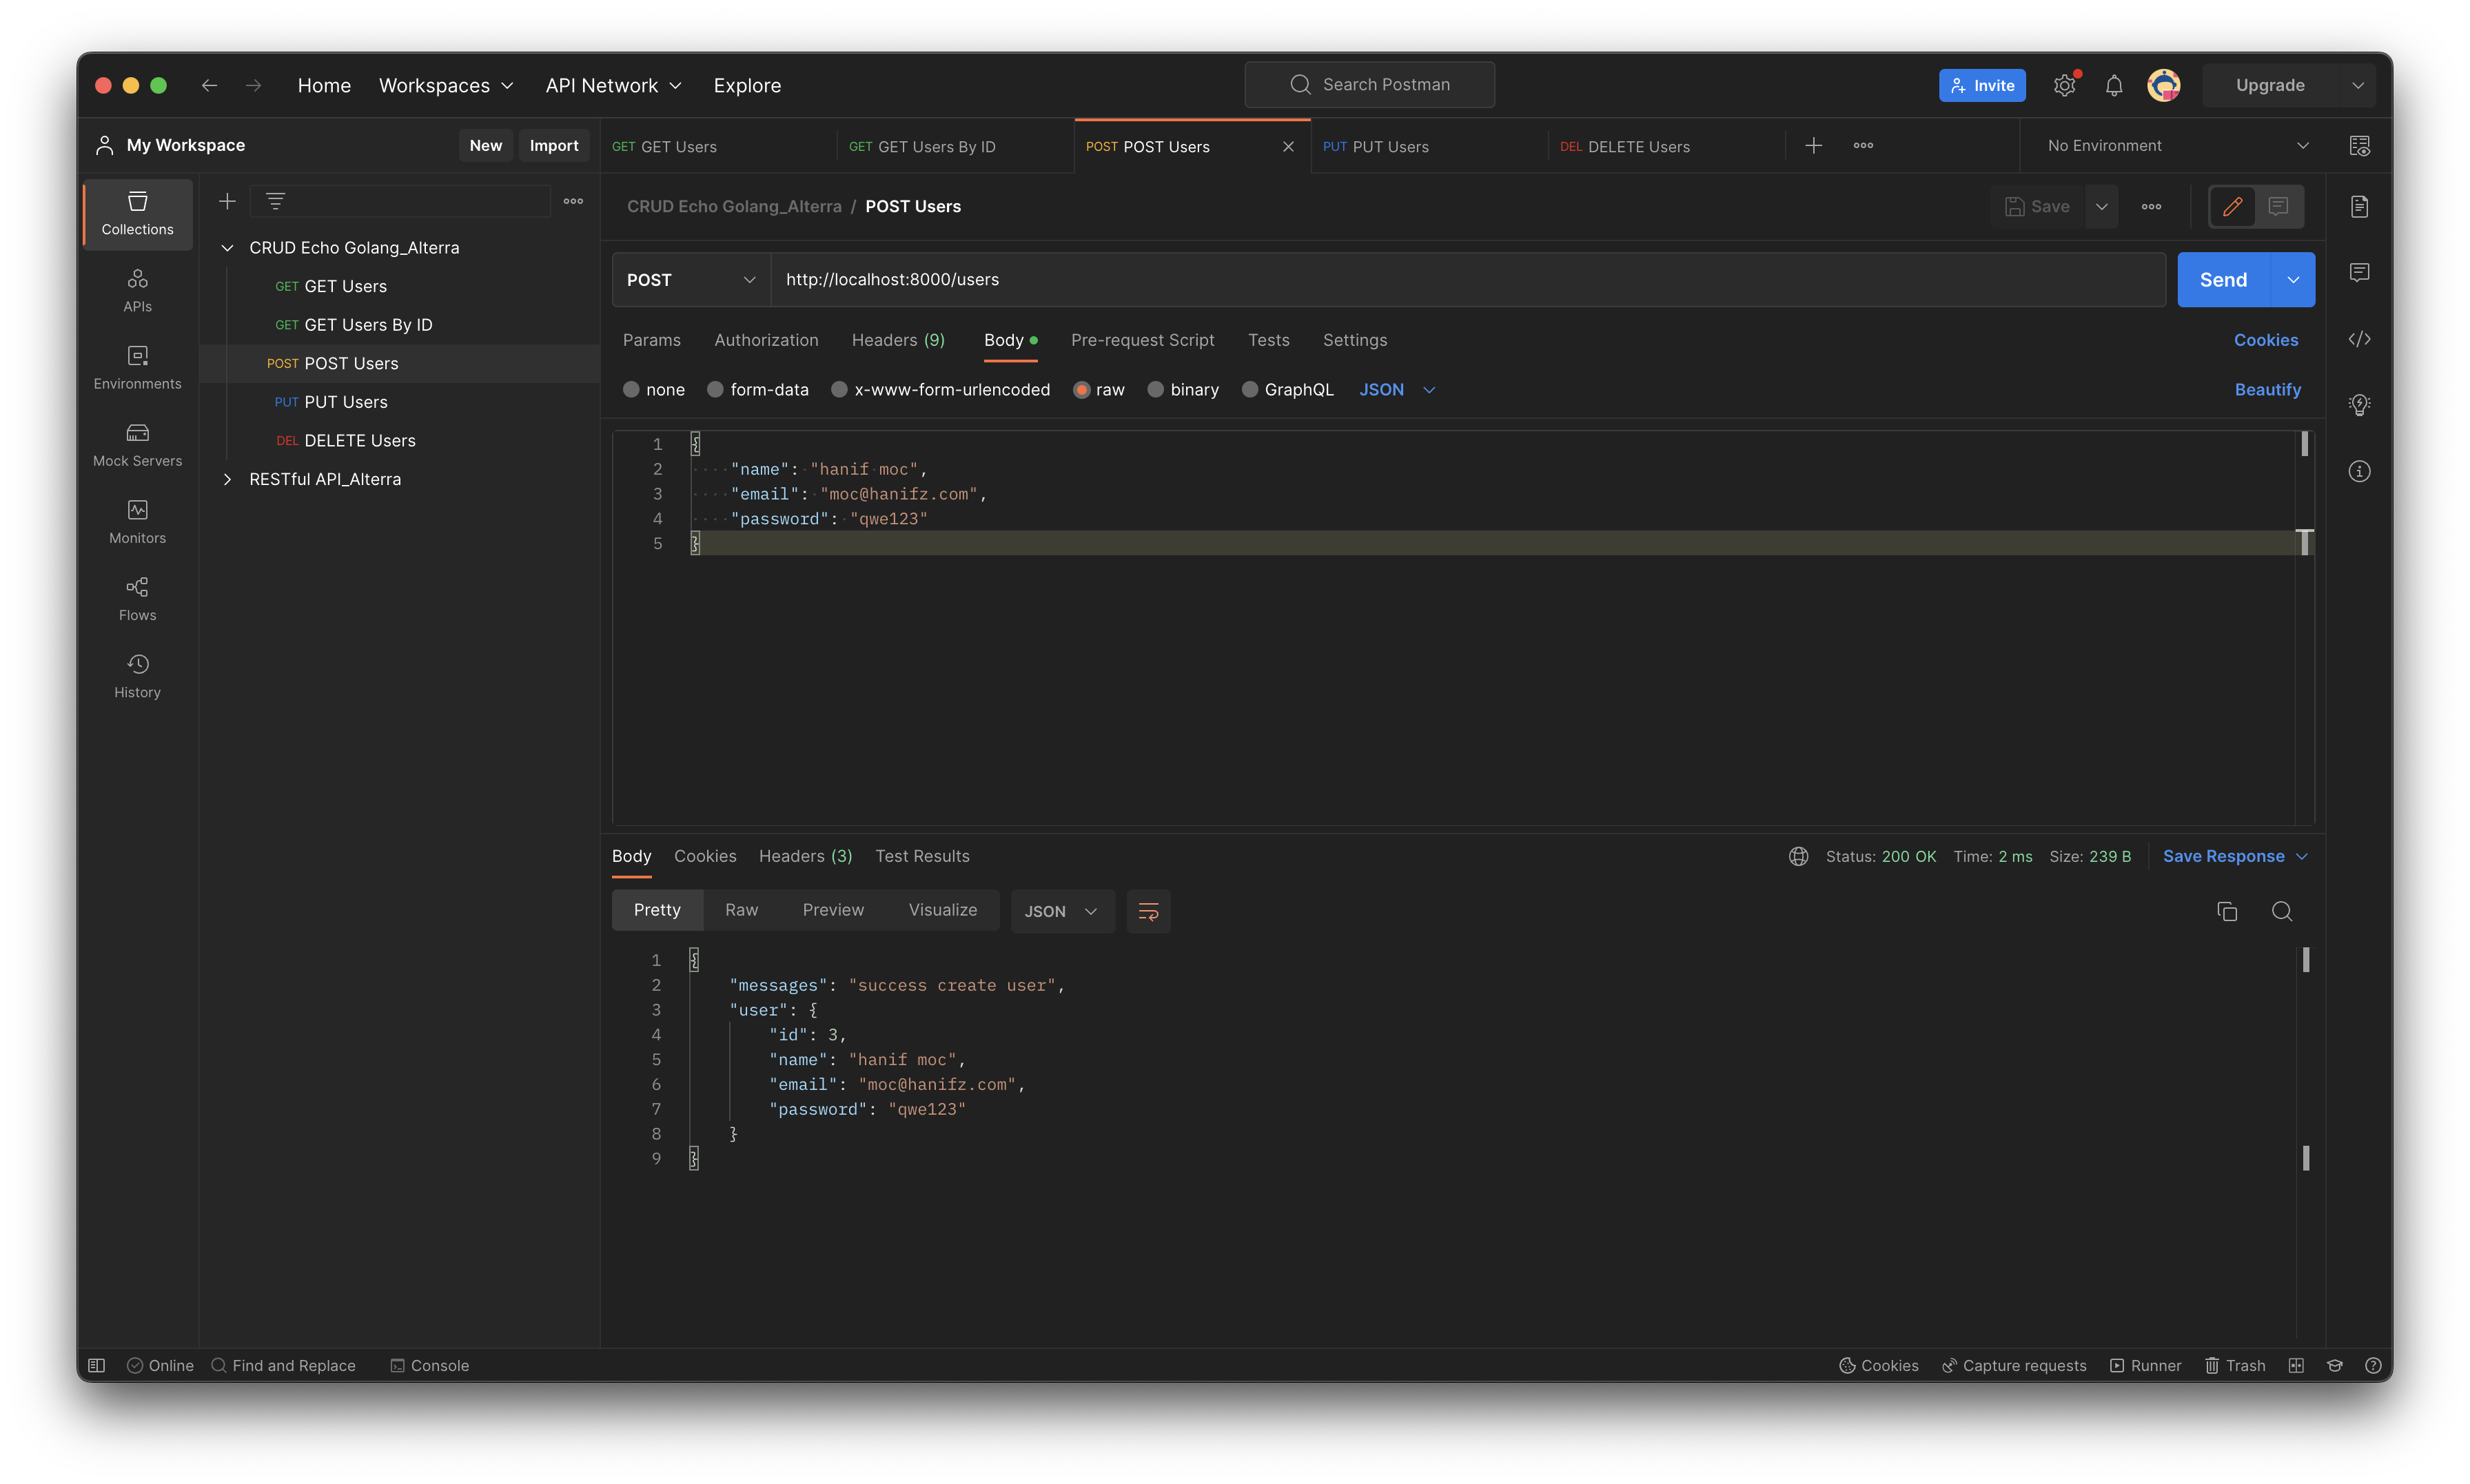 Home Workspaces API Network Explore Search Postman Invite Upgrade
My Workspace New Import GET GET Users GET GET Users By ID POST POST Users PUT PUT Users DEL DELETE Users No Environment
Collections
APIs
Environments
Mock Servers
Monitors
Flows
History
CRUD Echo Golang_Alterra
GET GET Users
GET GET Users By ID
POST POST Users
PUT PUT Users
DEL DELETE Users
RESTful API_Alterra
CRUD Echo Golang_Alterra / POST Users Save
POST http://localhost:8000/users Send
Params Authorization Headers (9) Body Pre-request Script Tests Settings Cookies
none form-data x-www-form-urlencoded raw binary GraphQL JSON Beautify
1 {
2 "name": "hanif moc",
3 "email": "moc@hanifz.com",
4 "password": "qwe123"
5 }
Body Cookies Headers (3) Test Results Status: 200 OK Time: 2 ms Size: 239 B Save Response
Pretty Raw Preview Visualize JSON
1 {
2 "messages": "success create user",
3 "user": {
4 "id": 3,
5 "name": "hanif moc",
6 "email": "moc@hanifz.com",
7 "password": "qwe123"
8 }
9 }
Online Find and Replace Console Cookies Capture requests Runner Trash